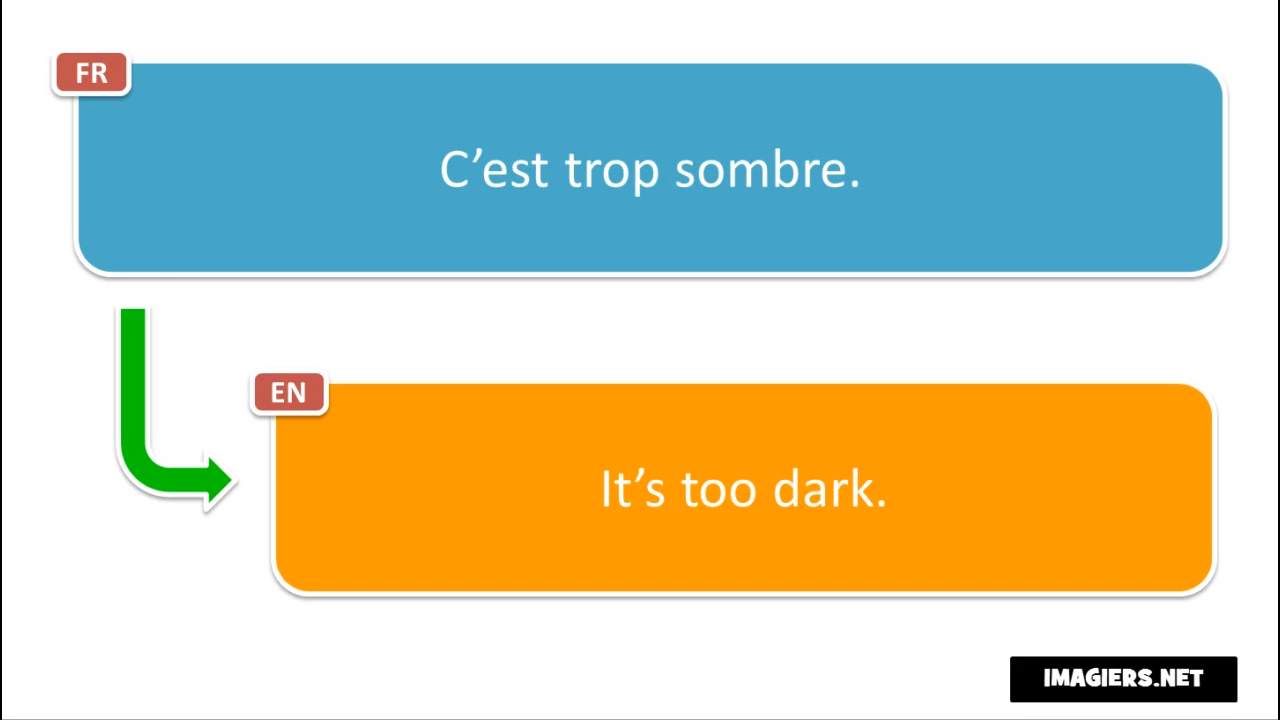 FR
C’est trop sombre.
EN
It’s too dark.
IMAGIERS.NET